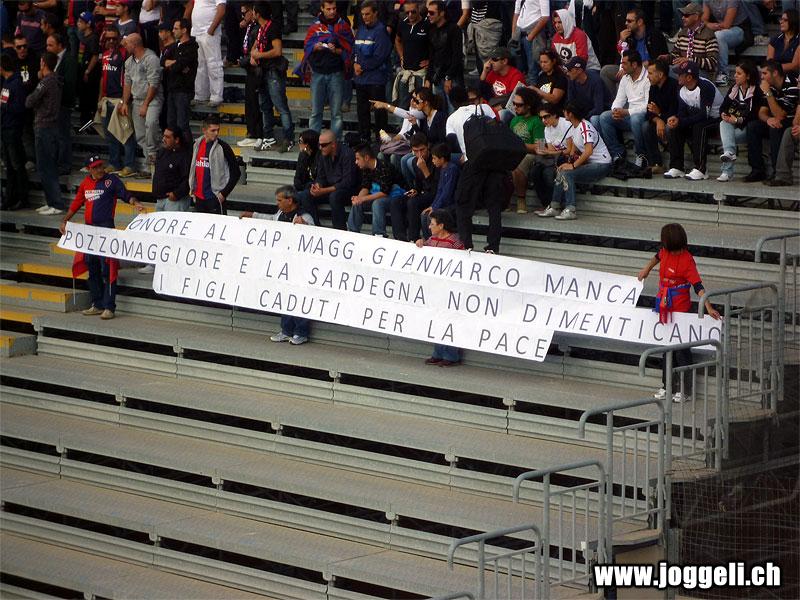 ONORE AL CAP. MAGG. GIANMARCO MANCA
POZZOMAGGIORE E LA SARDEGNA NON DIMENTICANO
I FIGLI CADUTI PER LA PACE
www.joggeli.ch